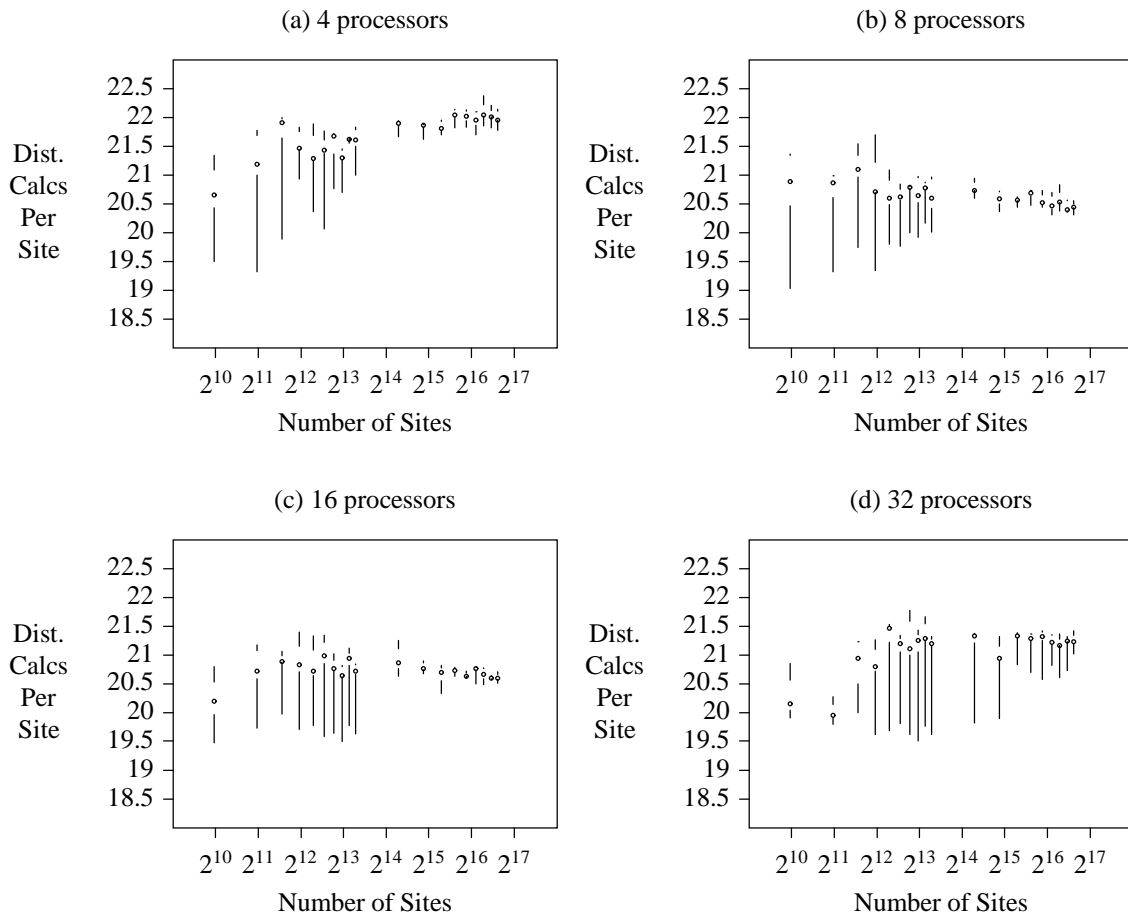 (a) 4 processors
22.5
22
21.5
21
20.5
20
19.5
19
18.5
Dist.
Calcs
Per
Site
2^10 2^11 2^12 2^13 2^14 2^15 2^16 2^17
Number of Sites
(b) 8 processors
22.5
22
21.5
21
20.5
20
19.5
19
18.5
Dist.
Calcs
Per
Site
2^10 2^11 2^12 2^13 2^14 2^15 2^16 2^17
Number of Sites
(c) 16 processors
22.5
22
21.5
21
20.5
20
19.5
19
18.5
Dist.
Calcs
Per
Site
2^10 2^11 2^12 2^13 2^14 2^15 2^16 2^17
Number of Sites
(d) 32 processors
22.5
22
21.5
21
20.5
20
19.5
19
18.5
Dist.
Calcs
Per
Site
2^10 2^11 2^12 2^13 2^14 2^15 2^16 2^17
Number of Sites